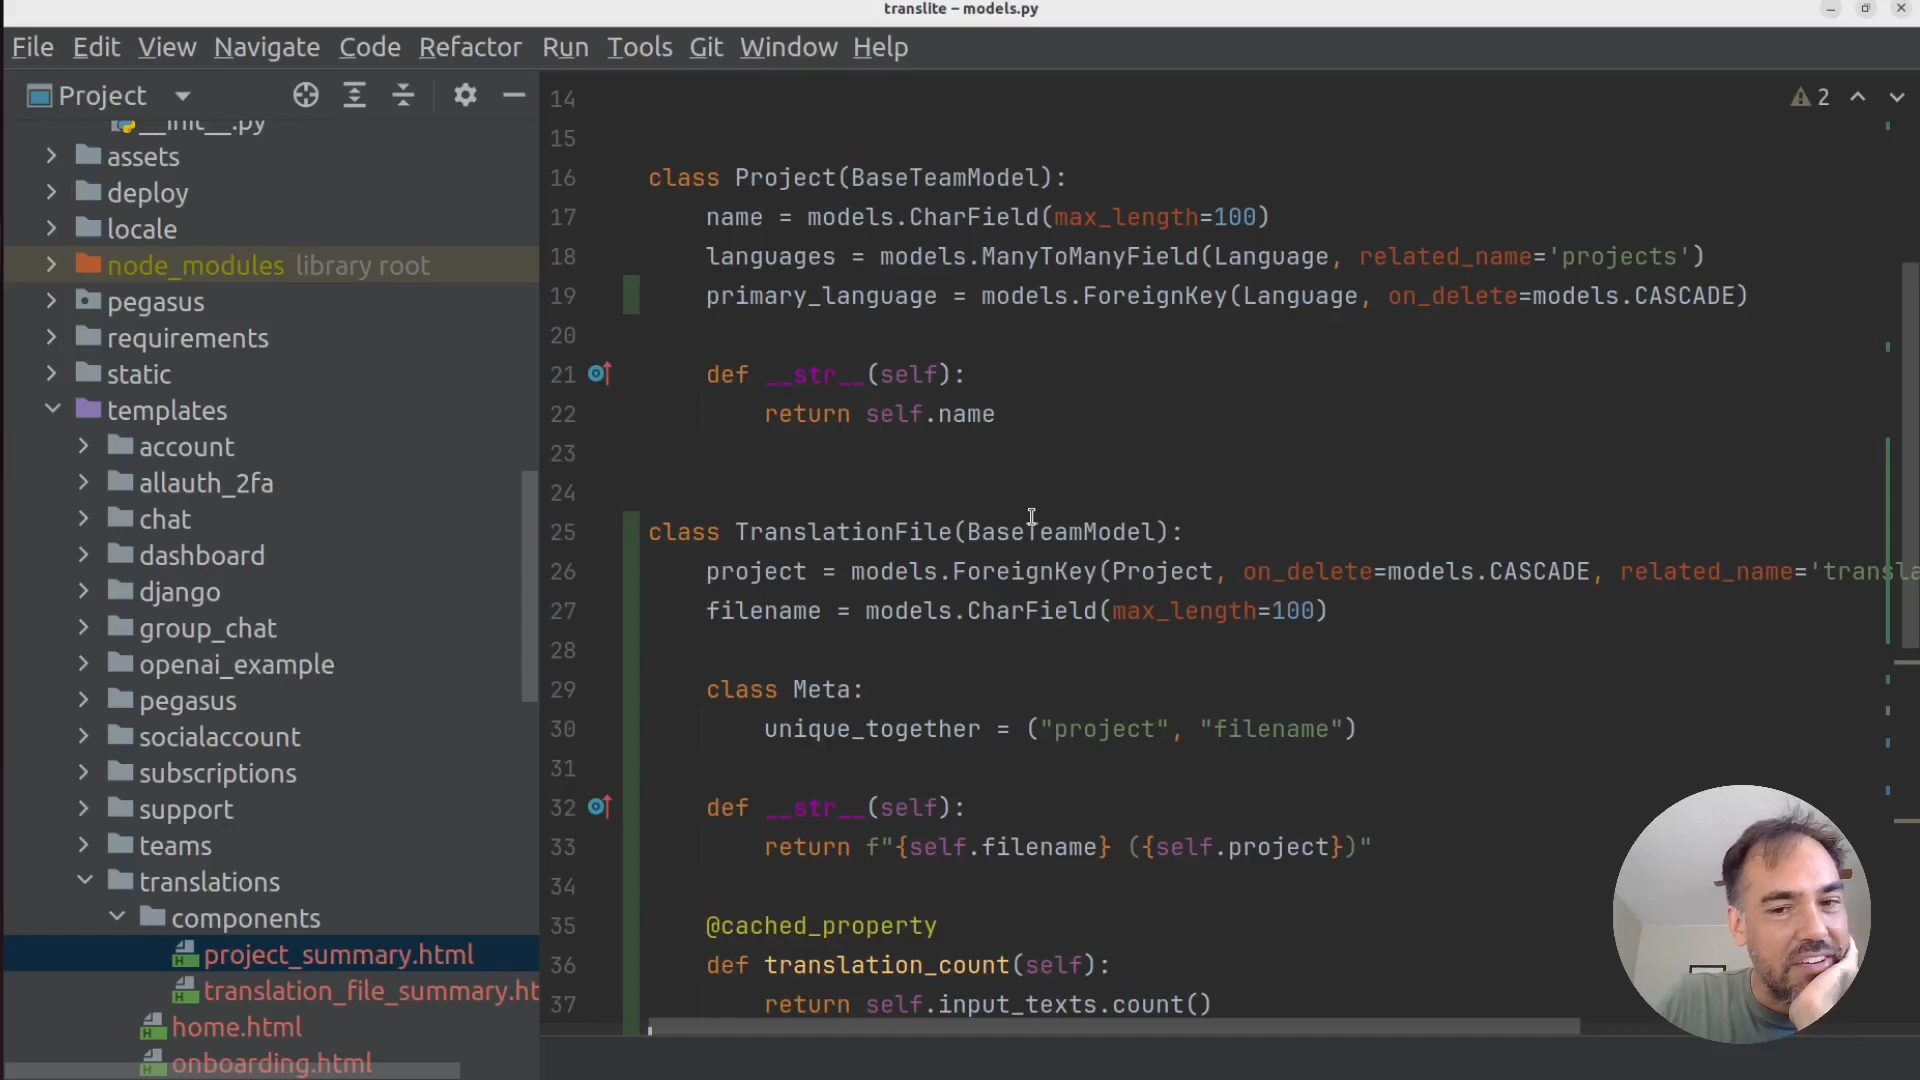 translite – models.py
File Edit View Navigate Code Refactor Run Tools Git Window Help
Project
__init__.py
assets
deploy
locale
node_modules library root
pegasus
requirements
static
templates
account
allauth_2fa
chat
dashboard
django
group_chat
openai_example
pegasus
socialaccount
subscriptions
support
teams
translations
components
project_summary.html
translation_file_summary.ht
home.html
onboarding.html
2
14
15
16 class Project(BaseTeamModel):
17 name = models.CharField(max_length=100)
18 languages = models.ManyToManyField(Language, related_name='projects')
19 primary_language = models.ForeignKey(Language, on_delete=models.CASCADE)
20
21 def __str__(self):
22 return self.name
23
24
25 class TranslationFile(BaseTeamModel):
26 project = models.ForeignKey(Project, on_delete=models.CASCADE, related_name='transla
27 filename = models.CharField(max_length=100)
28
29 class Meta:
30 unique_together = ("project", "filename")
31
32 def __str__(self):
33 return f"{self.filename} ({self.project})"
34
35 @cached_property
36 def translation_count(self):
37 return self.input_texts.count()